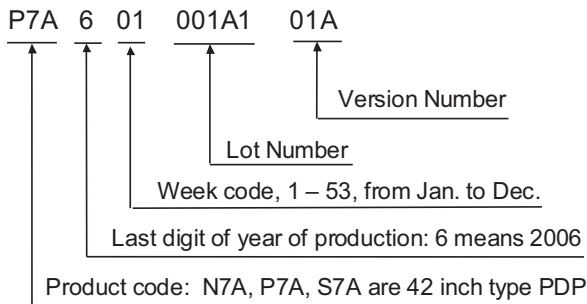 P7A 6 01 001A1 01A
Version Number
Lot Number
Week code, 1 – 53, from Jan. to Dec.
Last digit of year of production: 6 means 2006
Product code: N7A, P7A, S7A are 42 inch type PDP